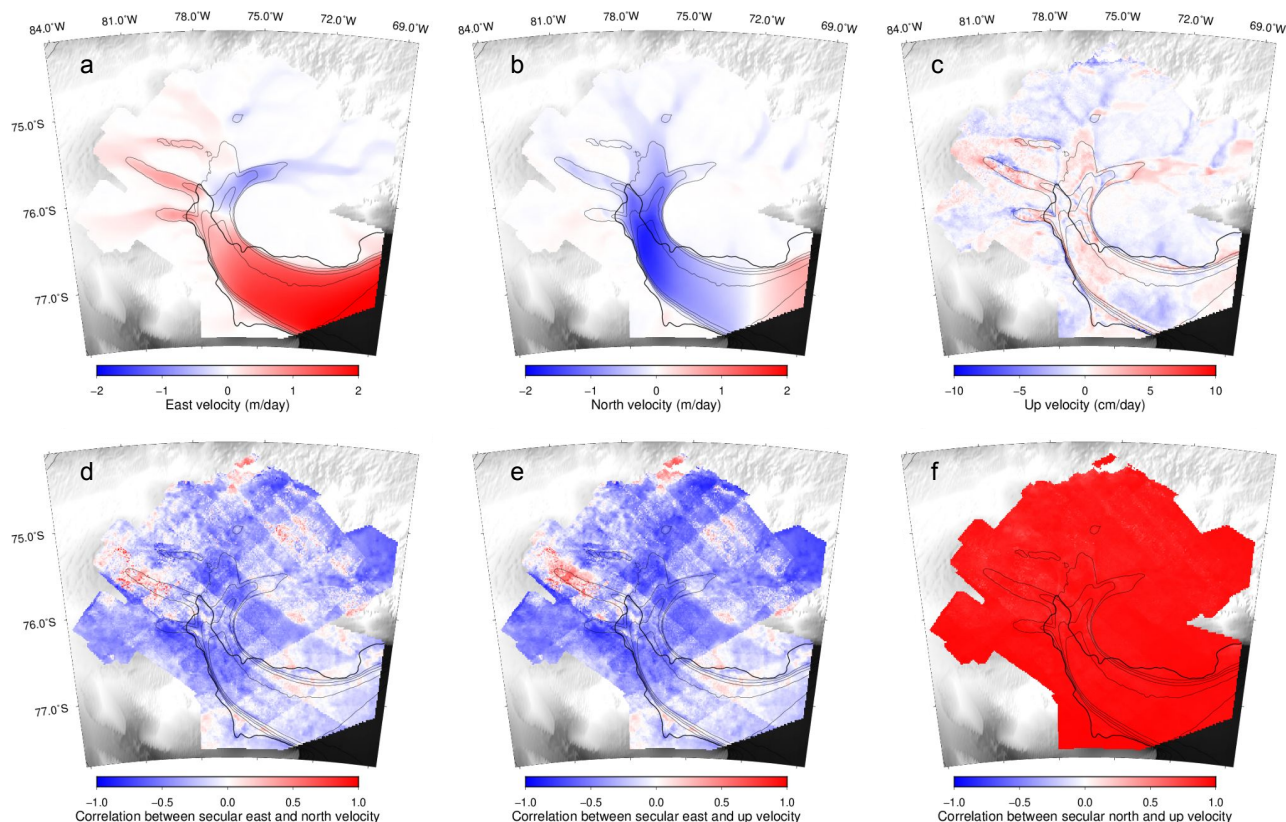 84.0°W 81.0°W 78.0°W 75.0°W 72.0°W 69.0°W
84.0°W 81.0°W 78.0°W 75.0°W 72.0°W 69.0°W
84.0°W 81.0°W 78.0°W 75.0°W 72.0°W 69.0°W
a
b
c
75.0°S
76.0°S
77.0°S
−2 −1 0 1 2
East velocity (m/day)
−2 −1 0 1 2
North velocity (m/day)
−10 −5 0 5 10
Up velocity (cm/day)
d
e
f
75.0°S
76.0°S
77.0°S
−1.0 −0.5 0.0 0.5 1.0
Correlation between secular east and north velocity
−1.0 −0.5 0.0 0.5 1.0
Correlation between secular east and up velocity
−1.0 −0.5 0.0 0.5 1.0
Correlation between secular north and up velocity